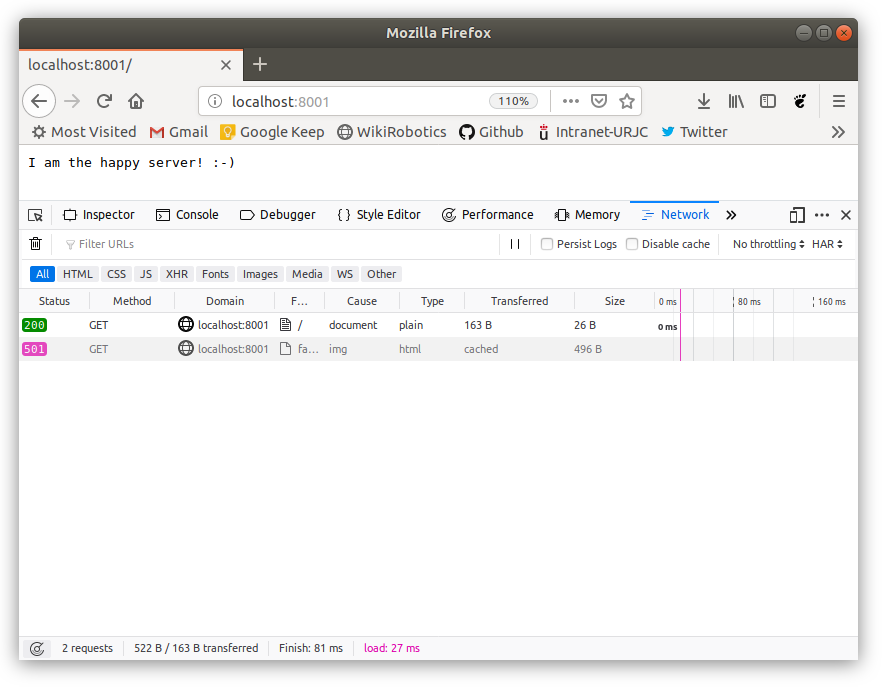 Mozilla Firefox
localhost:8001/
localhost:8001 110%
Most Visited Gmail Google Keep WikiRobotics Github Intranet-URJC Twitter
I am the happy server! :-)
Inspector Console Debugger { } Style Editor Performance Memory Network
Filter URLs Persist Logs Disable cache No throttling HAR
All HTML CSS JS XHR Fonts Images Media WS Other
Status Method Domain F... Cause Type Transferred Size 0 ms 80 ms 160 ms
200 GET localhost:8001 / document plain 163 B 26 B 0 ms
501 GET localhost:8001 fa... img html cached 496 B
2 requests 522 B / 163 B transferred Finish: 81 ms load: 27 ms